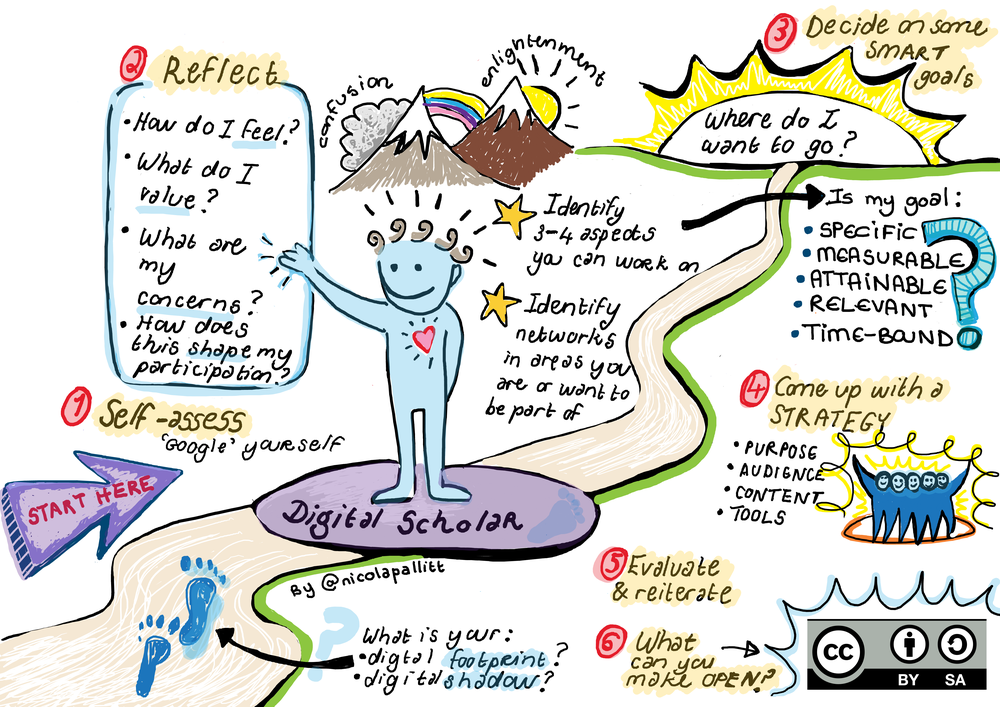 START HERE
1
Self-assess
'Google' yourself
2
Reflect
• How do I feel?
• What do I
value?
• What are
my
concerns?
• How does
this shape my
participation?
confusion
enlightenment
Identify
3-4 aspects
you can work on
Identify
networks
in areas you
are or want to
be part of
Digital Scholar
By @nicolapallitt
?
What is your:
• digtal footprint?
• digital shadow?
3
Decide on some
SMART
goals
Where do I
want to go?
Is my goal:
• SPECIFIC
• MEASURABLE
• ATTAINABLE
• RELEVANT
• TIME-BOUND
?
4
Come up with a
STRATEGY
• PURPOSE
• AUDIENCE
• CONTENT
• TOOLS
5
Evaluate
& reiterate
6
What
can you
make OPEN?
cc
BY SA